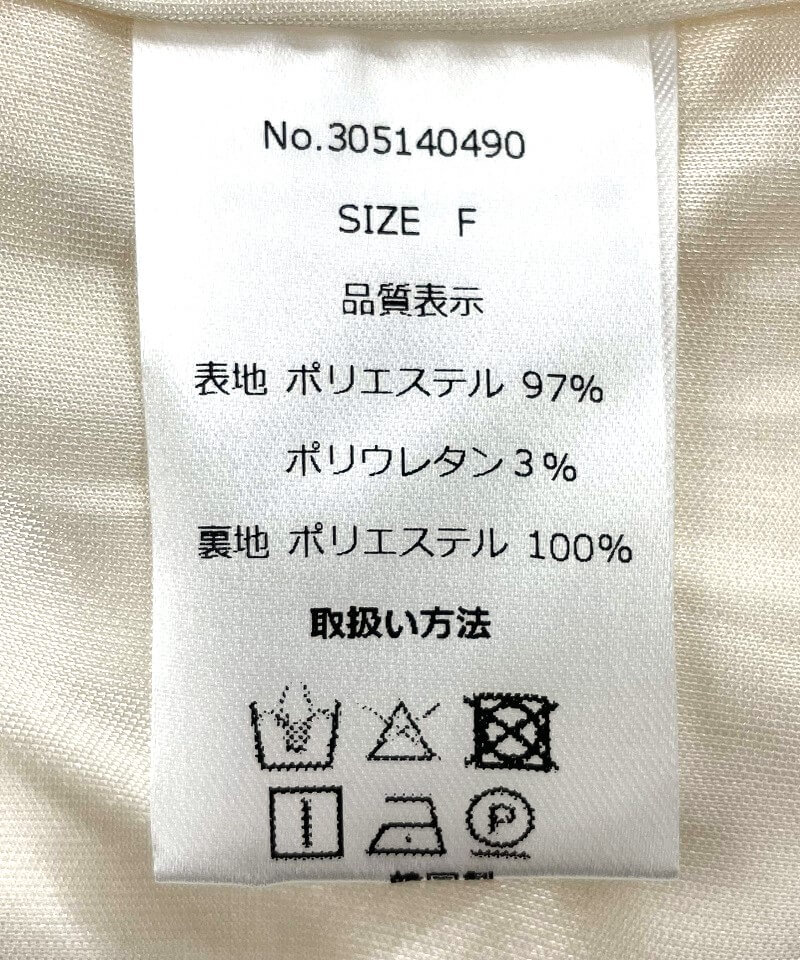 No.305140490
SIZE F
品質表示
表地 ポリエステル 97%
ポリウレタン3%
裏地 ポリエステル 100%
取扱い方法
P